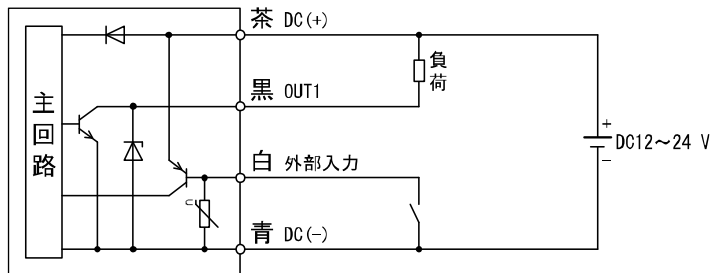 茶 DC(+)
負荷
主回路
黒 OUT1
+
DC12～24 V
-
白 外部入力
青 DC(-)